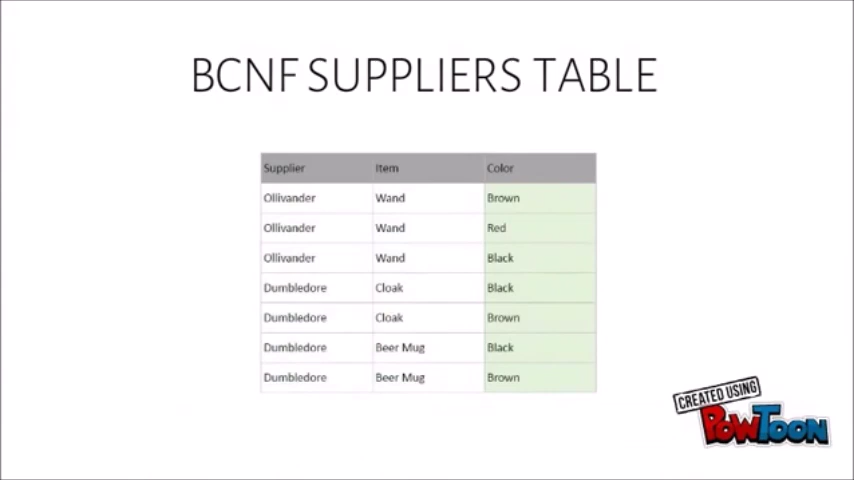 BCNF SUPPLIERS TABLE
Supplier Item Color
Ollivander Wand Brown
Ollivander Wand Red
Ollivander Wand Black
Dumbledore Cloak Black
Dumbledore Cloak Brown
Dumbledore Beer Mug Black
Dumbledore Beer Mug Brown
CREATED USING
POWTOON